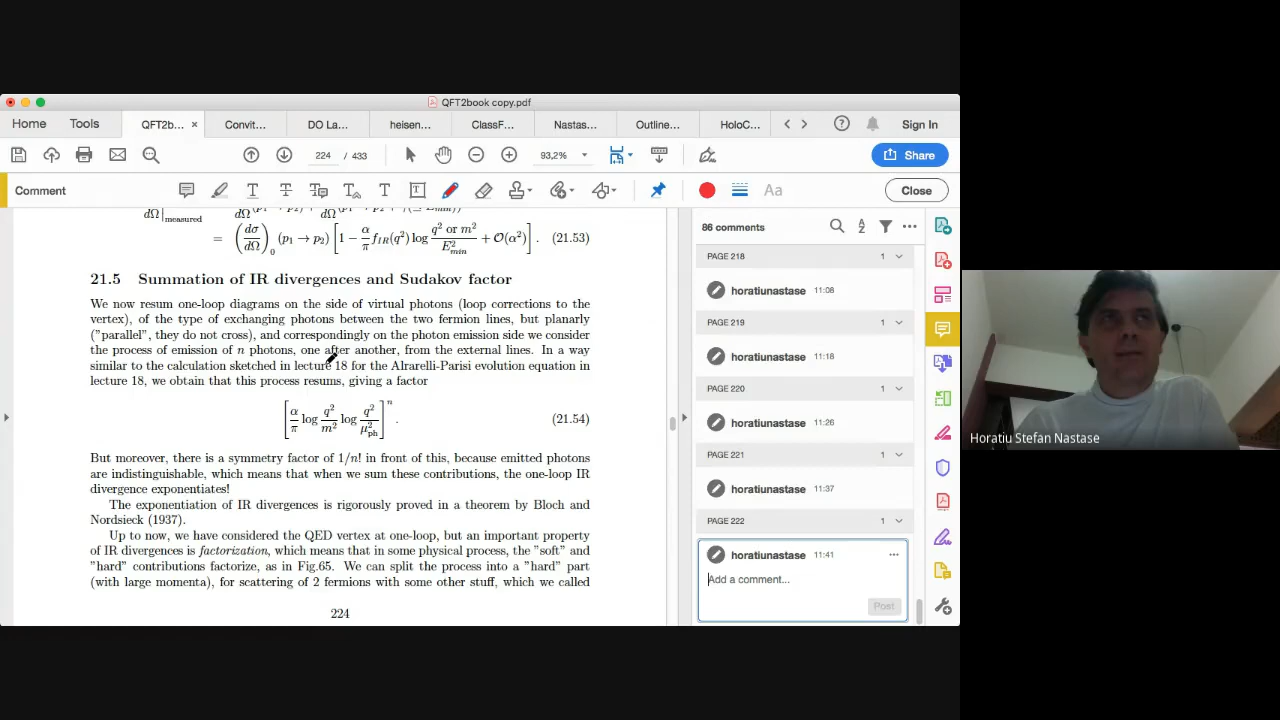 QFT2book copy.pdf
Home Tools QFT2b... × Convit... DO La... heisen... ClassF... Nastas... Outline... HoloC... Sign In
224 / 433 93,2% Share
Comment Aa Close
dΩ |measured dΩ dΩ
= (dσ/dΩ)₀ (p₁ → p₂) [1 − α/π f_IR(q²) log (q² or m²)/E²_min + O(α²)] . (21.53)
21.5 Summation of IR divergences and Sudakov factor
We now resum one-loop diagrams on the side of virtual photons (loop corrections to the
vertex), of the type of exchanging photons between the two fermion lines, but planarly
("parallel", they do not cross), and correspondingly on the photon emission side we consider
the process of emission of n photons, one after another, from the external lines. In a way
similar to the calculation sketched in lecture 18 for the Alrarelli-Parisi evolution equation in
lecture 18, we obtain that this process resums, giving a factor
[α/π log q²/m² log q²/μ²_ph]ⁿ . (21.54)
But moreover, there is a symmetry factor of 1/n! in front of this, because emitted photons
are indistinguishable, which means that when we sum these contributions, the one-loop IR
divergence exponentiates!
The exponentiation of IR divergences is rigorously proved in a theorem by Bloch and
Nordsieck (1937).
Up to now, we have considered the QED vertex at one-loop, but an important property
of IR divergences is factorization, which means that in some physical process, the "soft" and
"hard" contributions factorize, as in Fig.65. We can split the process into a "hard" part
(with large momenta), for scattering of 2 fermions with some other stuff, which we called
224
86 comments
PAGE 218 1
horatiunastase 11:08
PAGE 219 1
horatiunastase 11:18
PAGE 220 1
horatiunastase 11:26
PAGE 221 1
horatiunastase 11:37
PAGE 222 1
horatiunastase 11:41
Add a comment...
Post
Horatiu Stefan Nastase